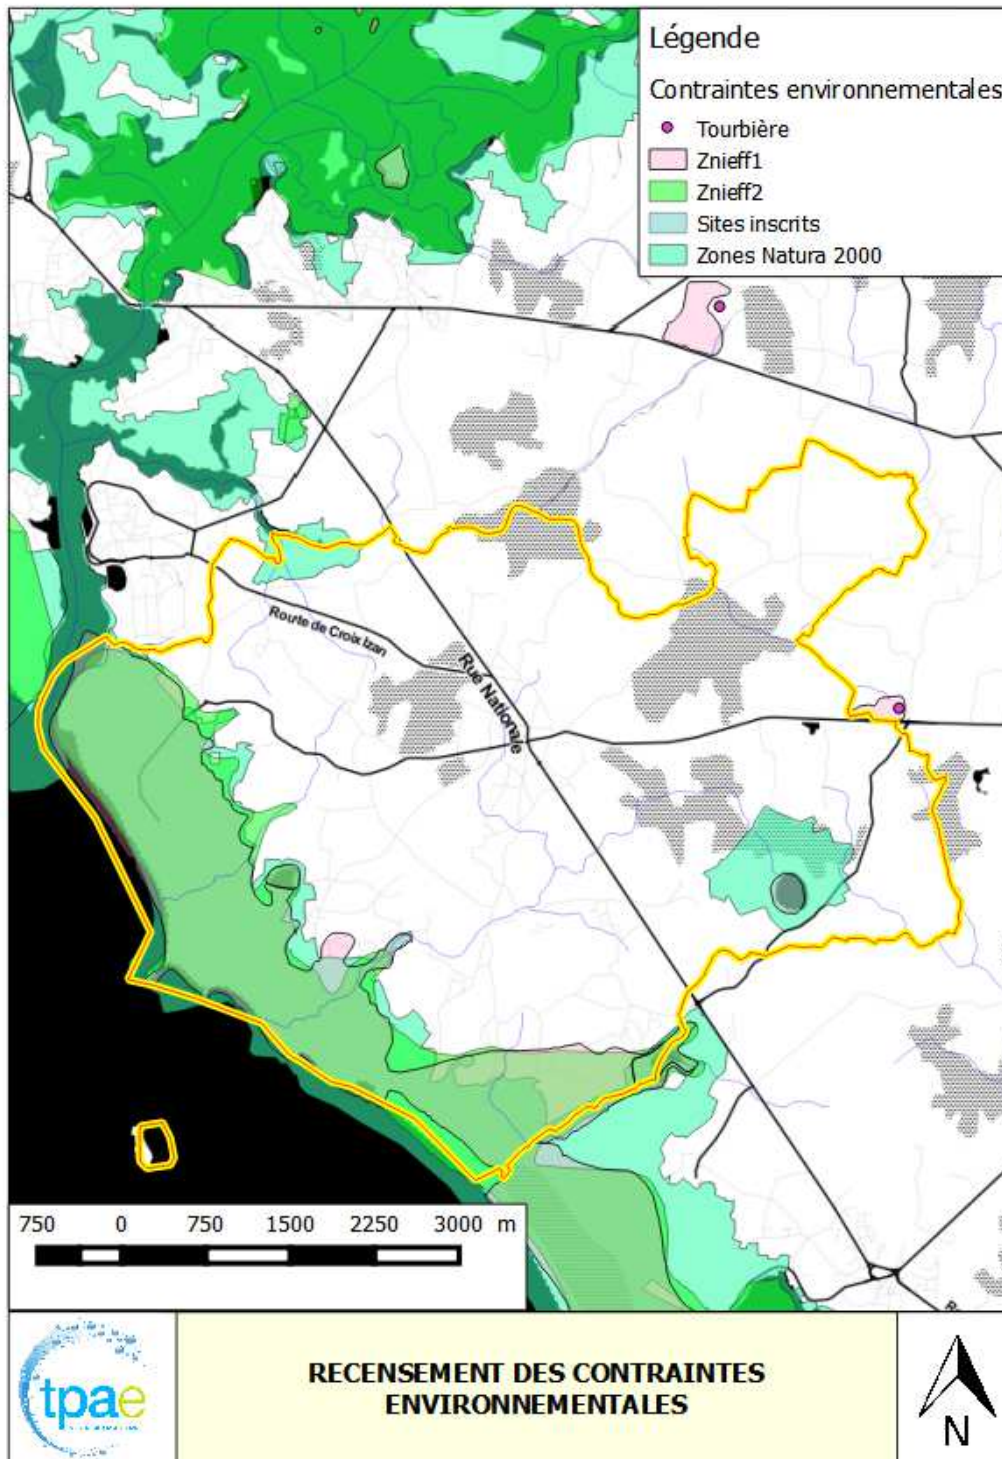 Légende
Contraintes environnementales
Tourbière
Znieff1
Znieff2
Sites inscrits
Zones Natura 2000
Route de Croix Izan
Rue Nationale
750 0 750 1500 2250 3000 m
tpae
RECENSEMENT DES CONTRAINTES
ENVIRONNEMENTALES
N